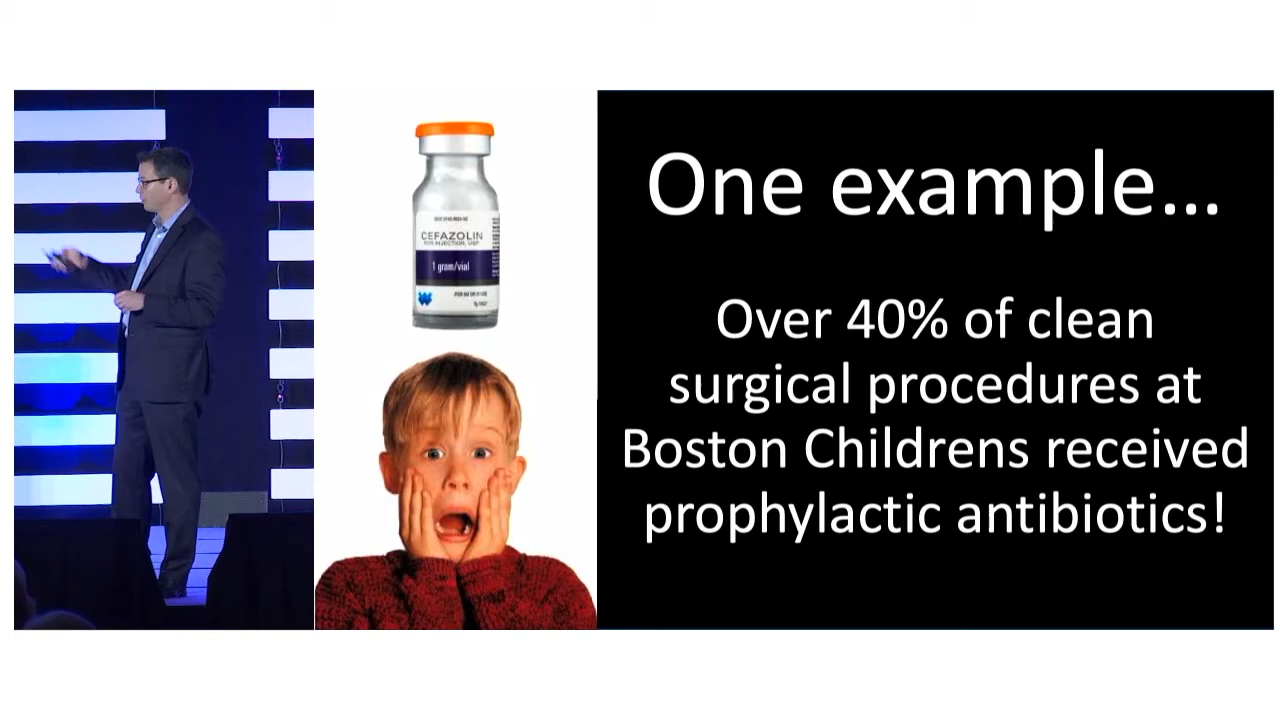 One example…
Over 40% of clean
surgical procedures at
Boston Childrens received
prophylactic antibiotics!
CEFAZOLIN
FOR INJECTION, USP
1 gram/vial